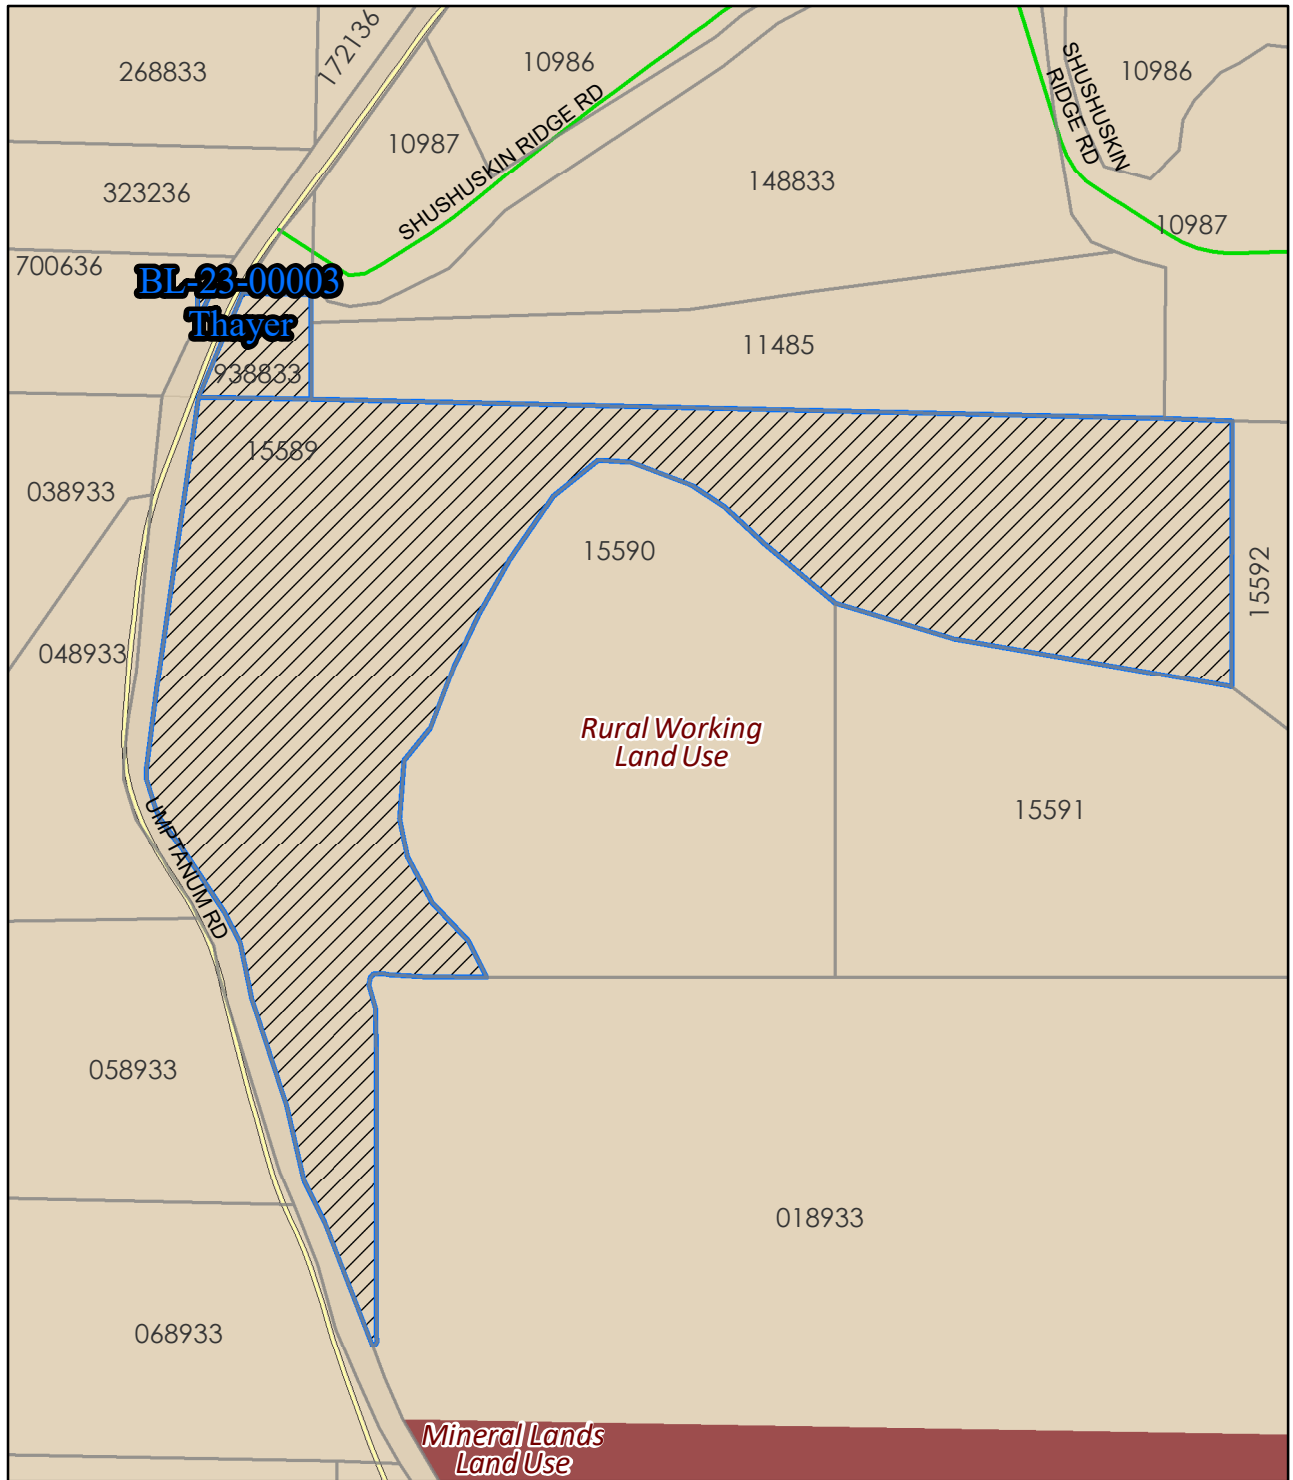 172136
268833
10986
10986
SHUSHUSKIN
RIDGE RD
SHUSHUSKIN RIDGE RD
10987
148833
323236
10987
700636
BL-23-00003
Thayer
11485
938833
15589
038933
15590
15592
048933
Rural Working
Land Use
15591
UMPTANUM RD
058933
018933
068933
Mineral Lands
Land Use